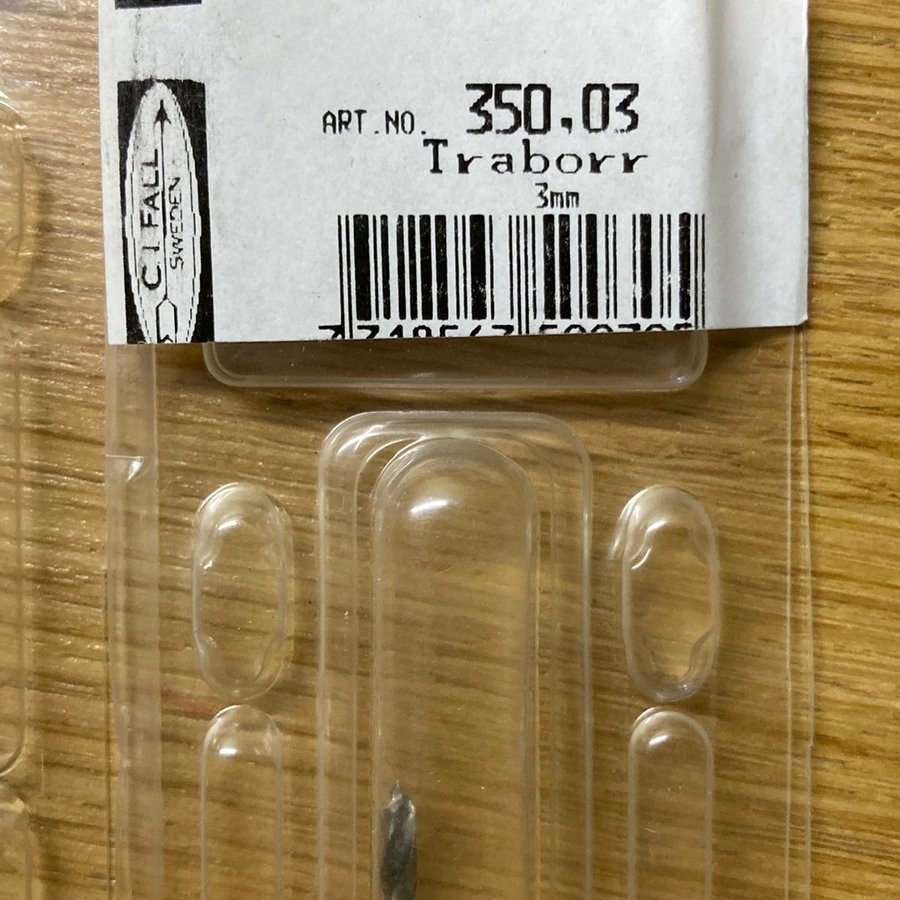 ART.NO. 350.03
Traborr
3mm
C.I.FALL
SWEDEN